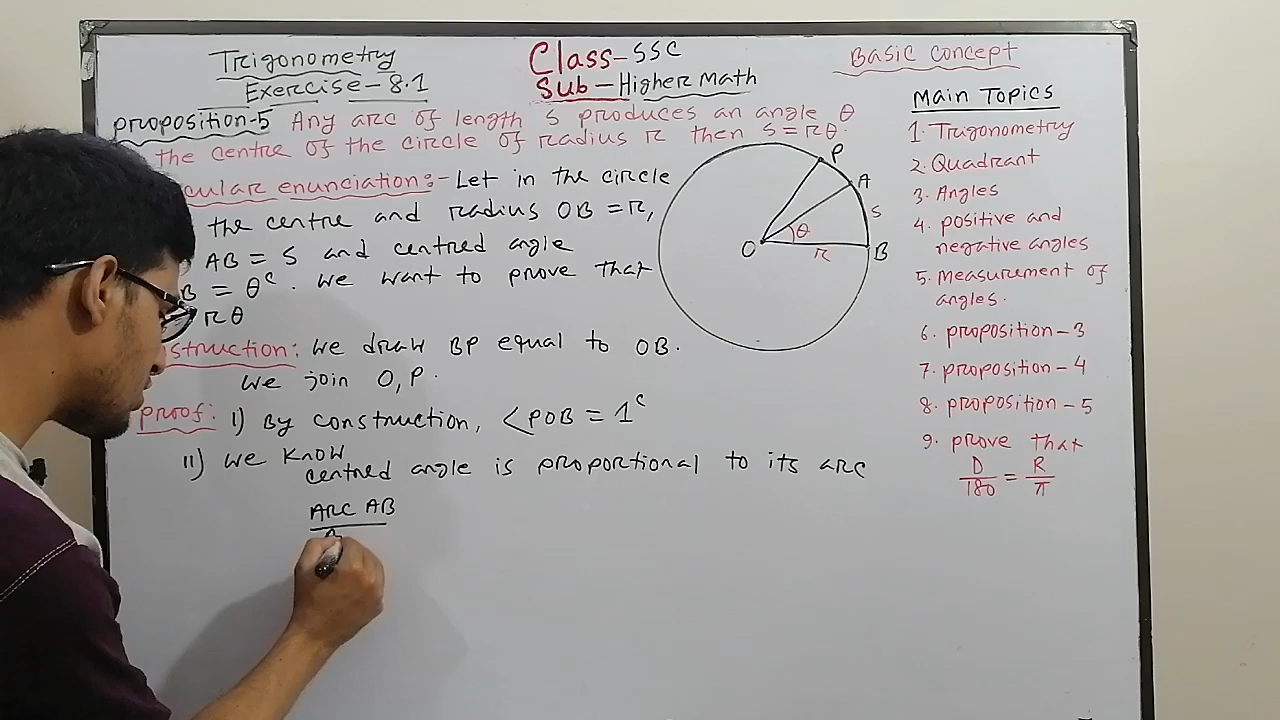 Trigonometry
Exercise-8.1
Class-SSC
Sub-Higher Math
Basic Concept
proposition-5 Any arc of length s produces an angle θ
the centre of the circle of radius r then s=rθ.
cular enunciation:- Let in the circle
the centre and radius OB=r,
AB = s and centred angle
B = θᶜ. we want to prove that
rθ
struction: we draw BP equal to OB.
we join O,P.
proof: i) By construction, <POB = 1ᶜ
ii) we know
centred angle is proportional to its arc
Arc AB
P
A
s
B
r
θ
O
Main Topics
1. Trigonometry
2. Quadrant
3. Angles
4. positive and
negative angles
5. Measurement of
angles.
6. proposition-3
7. proposition-4
8. proposition-5
9. prove that
D/180 = R/π